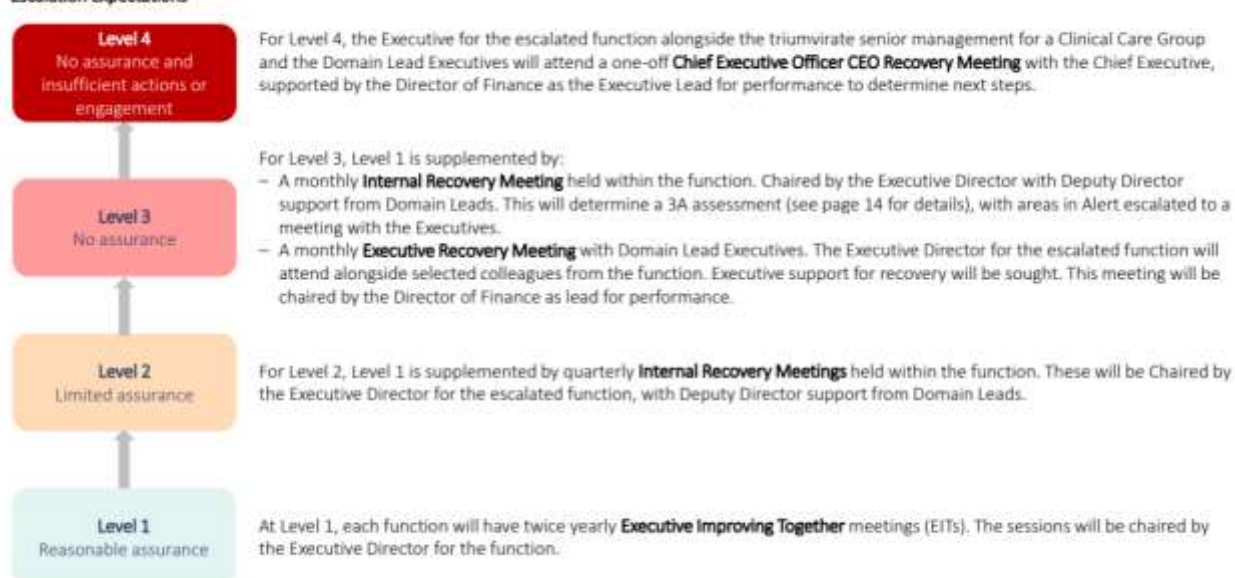 Escalation Expectations
Level 4
No assurance and
insufficient actions or
engagement
For Level 4, the Executive for the escalated function alongside the triumvirate senior management for a Clinical Care Group
and the Domain Lead Executives will attend a one-off Chief Executive Officer CEO Recovery Meeting with the Chief Executive,
supported by the Director of Finance as the Executive Lead for performance to determine next steps.
Level 3
No assurance
For Level 3, Level 1 is supplemented by:
– A monthly Internal Recovery Meeting held within the function. Chaired by the Executive Director with Deputy Director
support from Domain Leads. This will determine a 3A assessment (see page 14 for details), with areas in Alert escalated to a
meeting with the Executives.
– A monthly Executive Recovery Meeting with Domain Lead Executives. The Executive Director for the escalated function will
attend alongside selected colleagues from the function. Executive support for recovery will be sought. This meeting will be
chaired by the Director of Finance as lead for performance.
Level 2
Limited assurance
For Level 2, Level 1 is supplemented by quarterly Internal Recovery Meetings held within the function. These will be Chaired by
the Executive Director for the escalated function, with Deputy Director support from Domain Leads.
Level 1
Reasonable assurance
At Level 1, each function will have twice yearly Executive Improving Together meetings (EITs). The sessions will be chaired by
the Executive Director for the function.